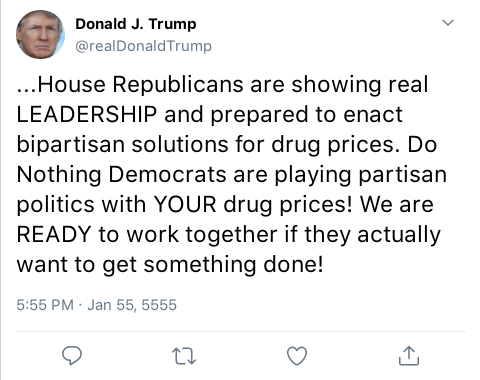 Donald J. Trump
@realDonaldTrump
...House Republicans are showing real
LEADERSHIP and prepared to enact
bipartisan solutions for drug prices. Do
Nothing Democrats are playing partisan
politics with YOUR drug prices! We are
READY to work together if they actually
want to get something done!
5:55 PM · Jan 55, 5555